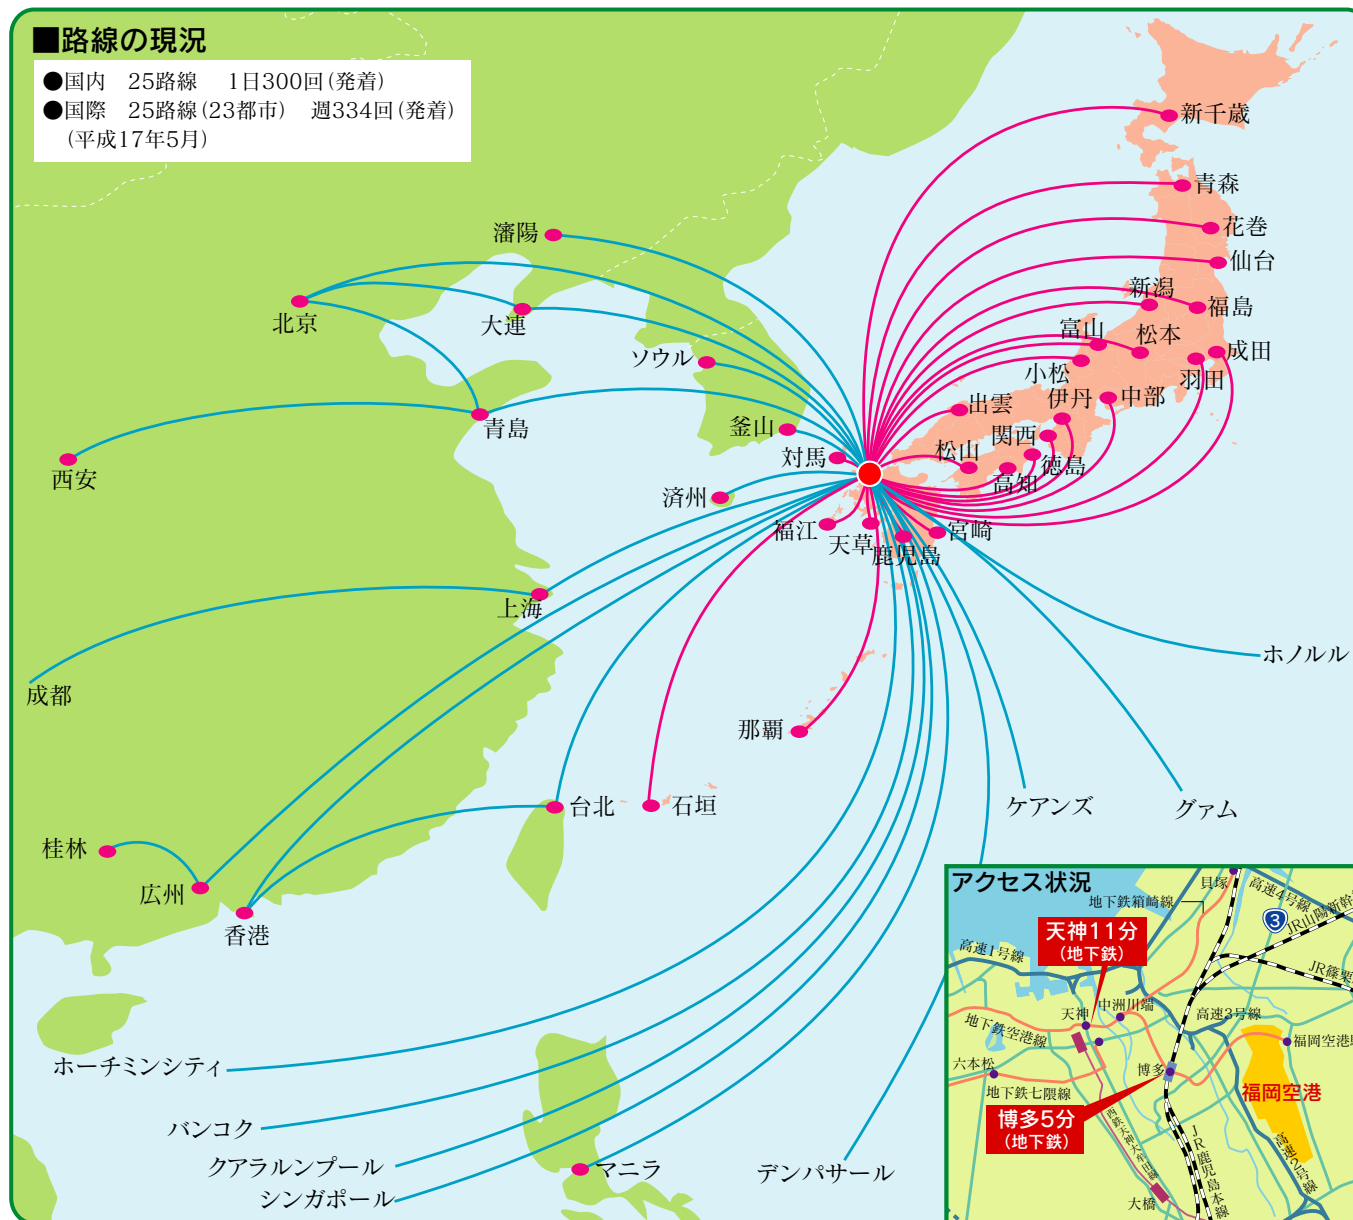 ■路線の現況
●国内　25路線　1日300回(発着)
●国際　25路線(23都市)　週334回(発着)
(平成17年5月)
新千歳
青森
花巻
仙台
新潟
福島
富山
松本
成田
小松
羽田
出雲
伊丹
中部
関西
松山
徳島
高知
瀋陽
北京
大連
ソウル
青島
釜山
対馬
西安
済州
福江
天草
鹿児島
宮崎
上海
成都
ホノルル
那覇
台北
石垣
ケアンズ
グァム
桂林
広州
香港
ホーチミンシティ
バンコク
クアラルンプール
シンガポール
マニラ
デンパサール
アクセス状況
貝塚
高速4号線
地下鉄箱崎線
3
JR山陽新幹
天神11分
(地下鉄)
高速1号線
JR篠栗
天神
中洲川端
高速3号線
地下鉄空港線
福岡空港
六本松
博多
地下鉄七隈線
福岡空港
博多5分
(地下鉄)
西鉄天神大牟田線
JR鹿児島本線
高速2号線
大橋